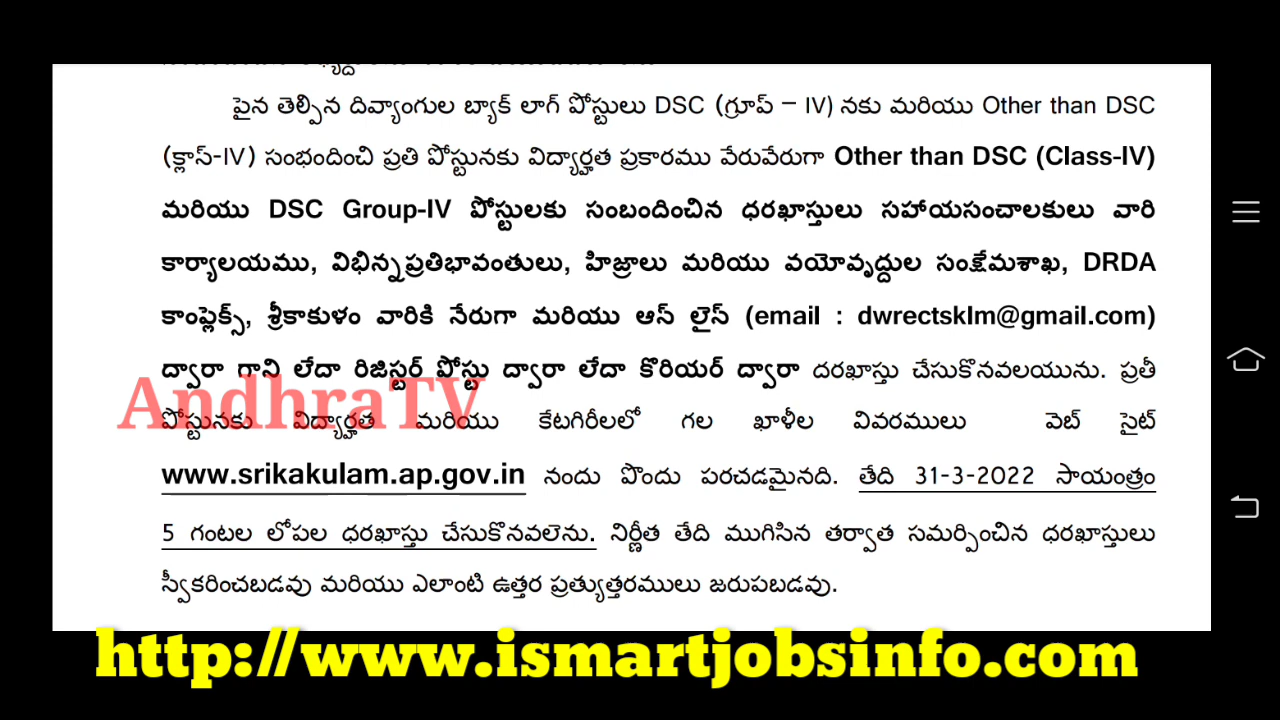 పైన తెల్పిన దివ్యాంగుల బ్యాక్ లాగ్ పోస్టులు DSC (గ్రూప్ – IV) నకు మరియు Other than DSC
(క్లాస్-IV) సంభందించి ప్రతి పోస్టునకు విద్యార్హత ప్రకారము వేరువేరుగా Other than DSC (Class-IV)
మరియు DSC Group-IV పోస్టులకు సంబందించిన ధరఖాస్తులు సహాయసంచాలకులు వారి
కార్యాలయము, విభిన్నప్రతిభావంతులు, హిజ్రాలు మరియు వయోవృద్దుల సంక్షేమశాఖ, DRDA
కాంప్లెక్స్, శ్రీకాకుళం వారికి నేరుగా మరియు ఆన్ లైన్ (email : dwrectsklm@gmail.com)
ద్వారా గాని లేదా రిజిస్టర్ పోస్టు ద్వారా లేదా కొరియర్ ద్వారా దరఖాస్తు చేసుకొనవలయును. ప్రతీ
AndhraTV
పోస్టునకు విద్యార్హత మరియు కేటగిరీలలో గల ఖాళీల వివరములు వెబ్ సైట్
www.srikakulam.ap.gov.in నందు పొందు పరచడమైనది. తేది 31-3-2022 సాయంత్రం
5 గంటల లోపల ధరఖాస్తు చేసుకొనవలెను. నిర్ణీత తేది ముగిసిన తర్వాత సమర్పించిన ధరఖాస్తులు
స్వీకరించబడవు మరియు ఎలాంటి ఉత్తర ప్రత్యుత్తరములు జరుపబడవు.
http://www.ismartjobsinfo.com